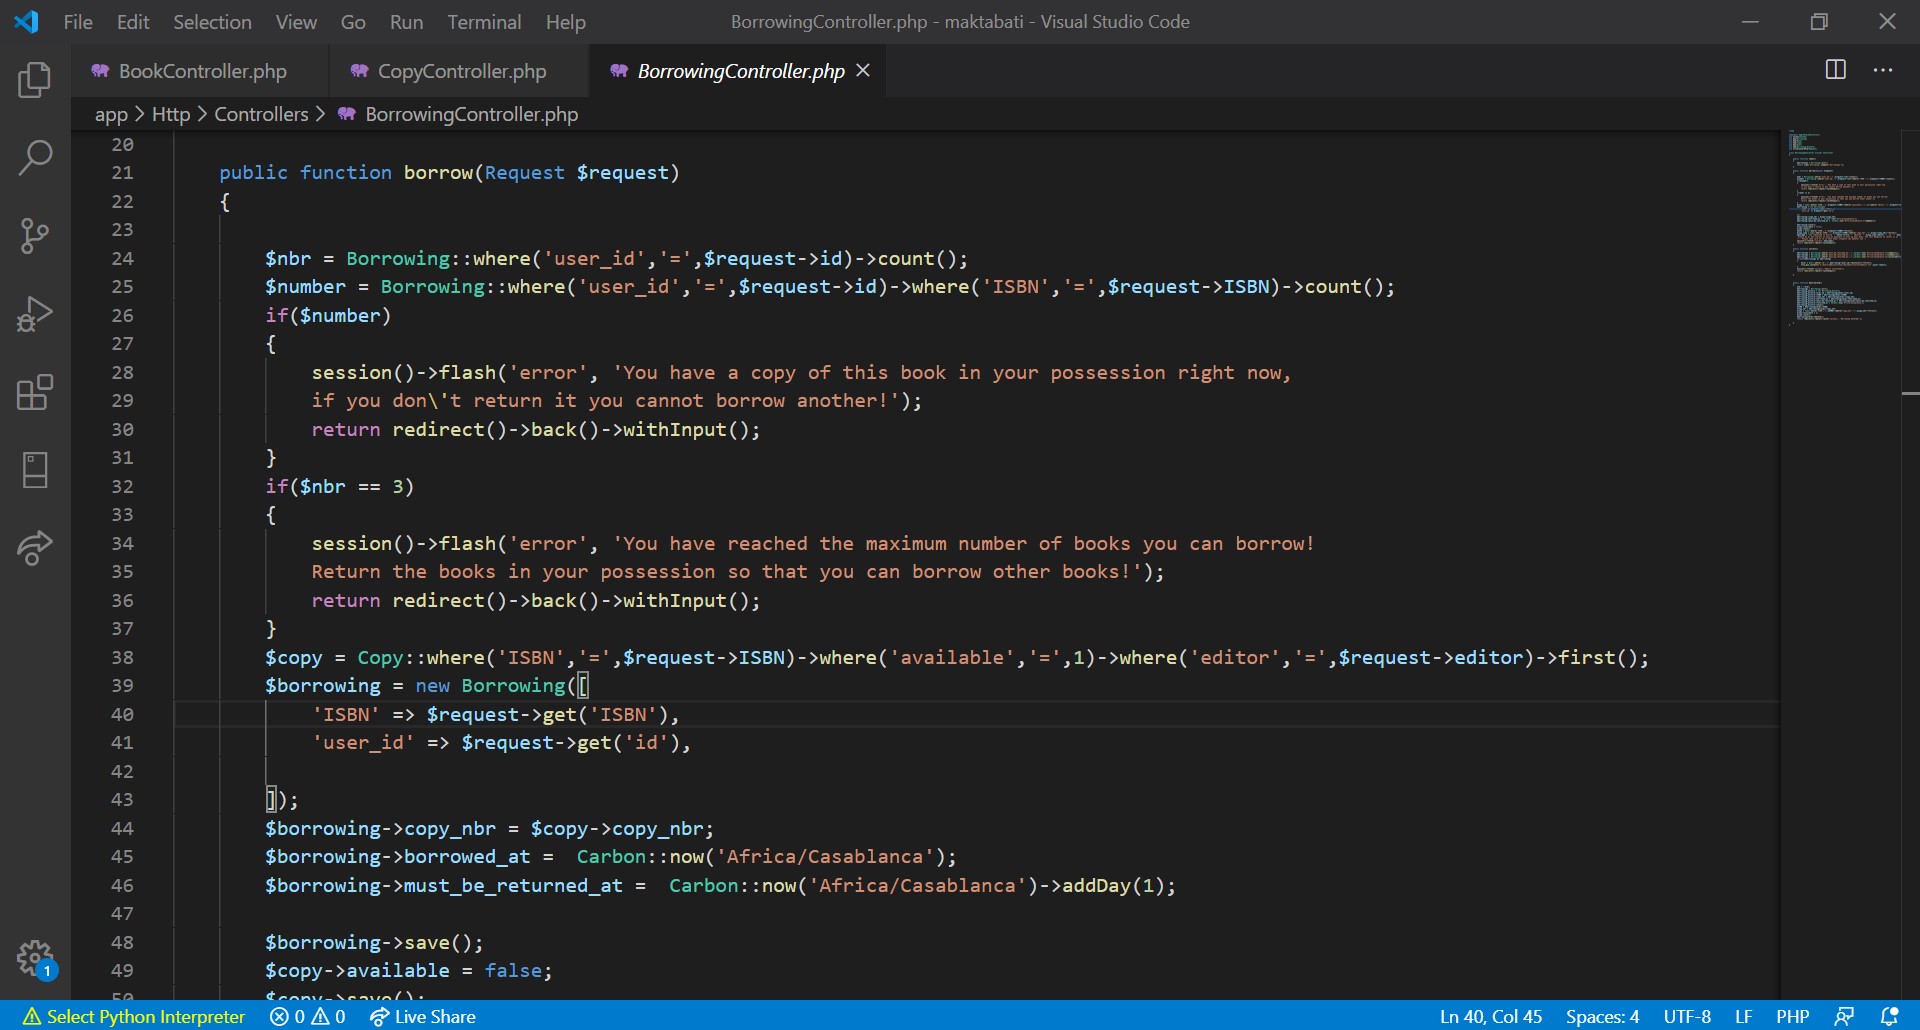 File Edit Selection View Go Run Terminal Help BorrowingController.php - maktabati - Visual Studio Code
BookController.php CopyController.php BorrowingController.php
app > Http > Controllers > BorrowingController.php
20
21 public function borrow(Request $request)
22 {
23
24 $nbr = Borrowing::where('user_id','=',$request->id)->count();
25 $number = Borrowing::where('user_id','=',$request->id)->where('ISBN','=',$request->ISBN)->count();
26 if($number)
27 {
28 session()->flash('error', 'You have a copy of this book in your possession right now,
29 if you don\'t return it you cannot borrow another!');
30 return redirect()->back()->withInput();
31 }
32 if($nbr == 3)
33 {
34 session()->flash('error', 'You have reached the maximum number of books you can borrow!
35 Return the books in your possession so that you can borrow other books!');
36 return redirect()->back()->withInput();
37 }
38 $copy = Copy::where('ISBN','=',$request->ISBN)->where('available','=',1)->where('editor','=',$request->editor)->first();
39 $borrowing = new Borrowing([
40 'ISBN' => $request->get('ISBN'),
41 'user_id' => $request->get('id'),
42
43 ]);
44 $borrowing->copy_nbr = $copy->copy_nbr;
45 $borrowing->borrowed_at = Carbon::now('Africa/Casablanca');
46 $borrowing->must_be_returned_at = Carbon::now('Africa/Casablanca')->addDay(1);
47
48 $borrowing->save();
49 $copy->available = false;
50 $copy->save();
1
Select Python Interpreter 0 0 Live Share Ln 40, Col 45 Spaces: 4 UTF-8 LF PHP